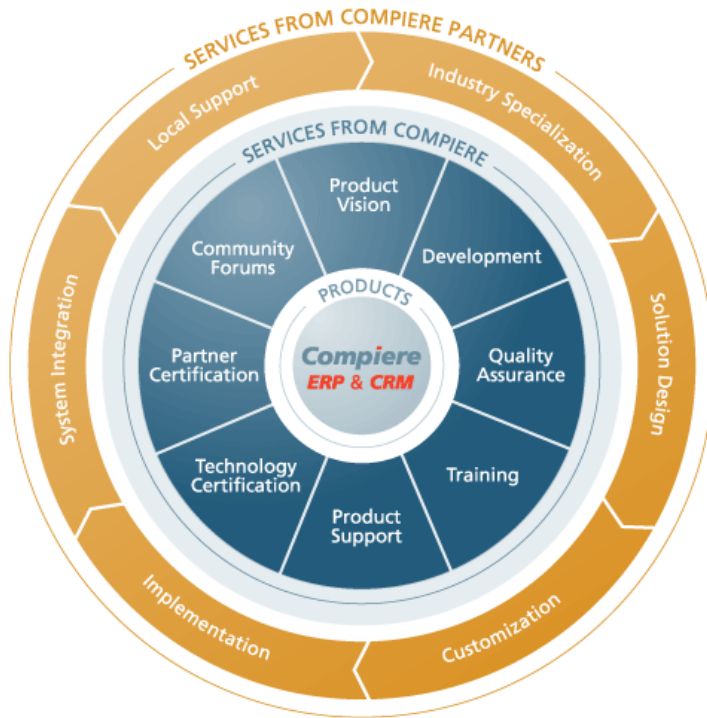 SERVICES FROM COMPIERE PARTNERS
Local Support
Industry Specialization
Solution Design
Customization
Implementation
System Integration
SERVICES FROM COMPIERE
Product
Vision
Development
Quality
Assurance
Training
Product
Support
Technology
Certification
Partner
Certification
Community
Forums
PRODUCTS
Compiere
ERP & CRM